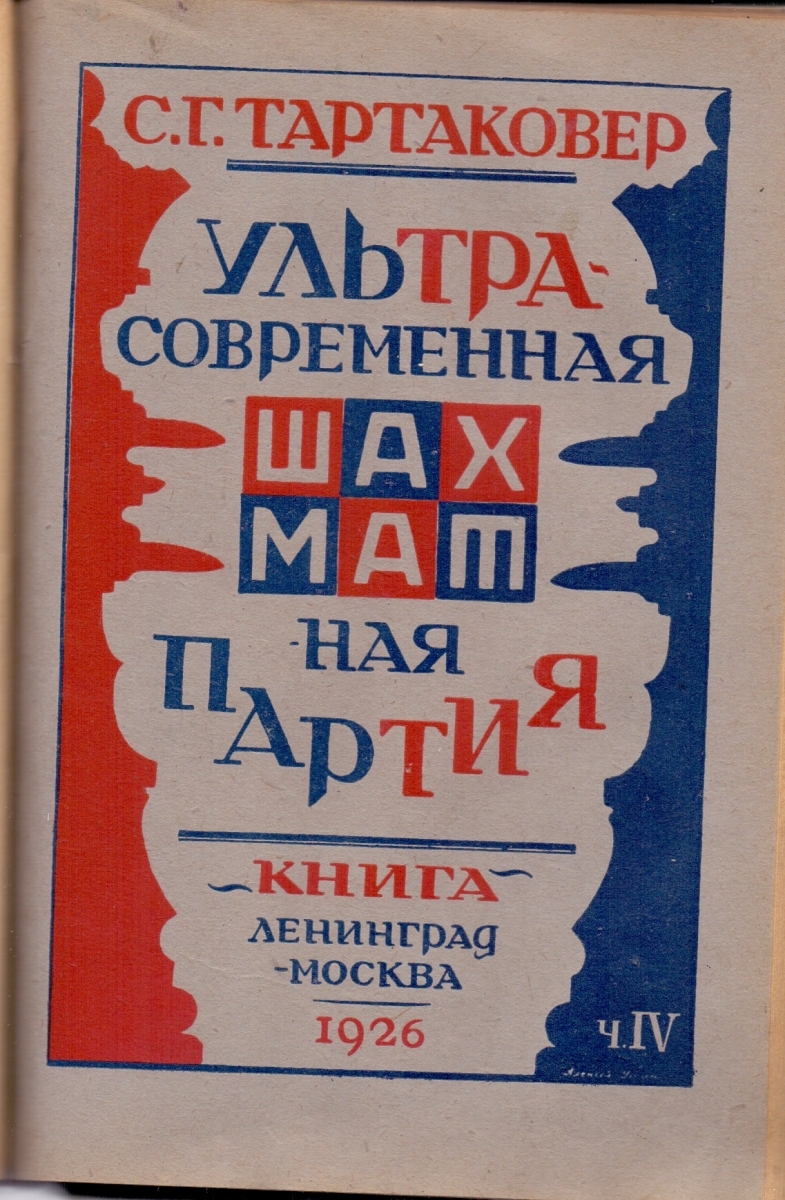 С.Г. ТАРТАКОВЕР
УЛЬТРА-
СОВРЕМЕННАЯ
ШАХ
МАТ
-НАЯ
ПАРТИЯ
КНИГА
ЛЕНИНГРАД
-МОСКВА
1926
Ч.IV